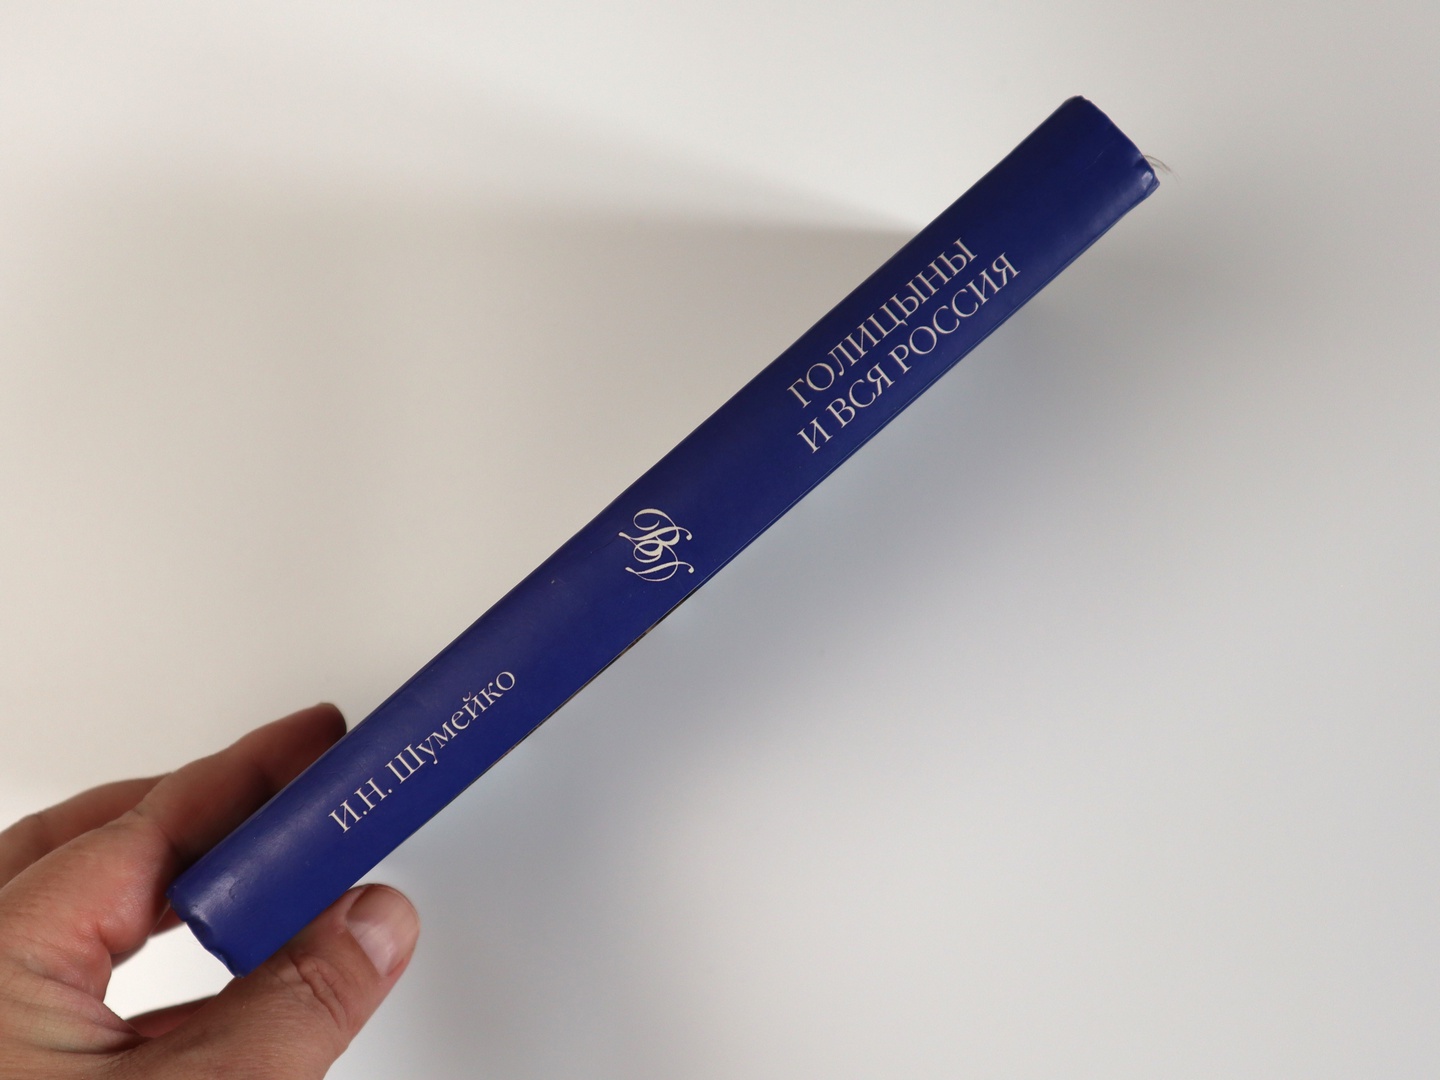 И.Н. Шумейко
ГОЛИЦЫНЫ
И ВСЯ РОССИЯ